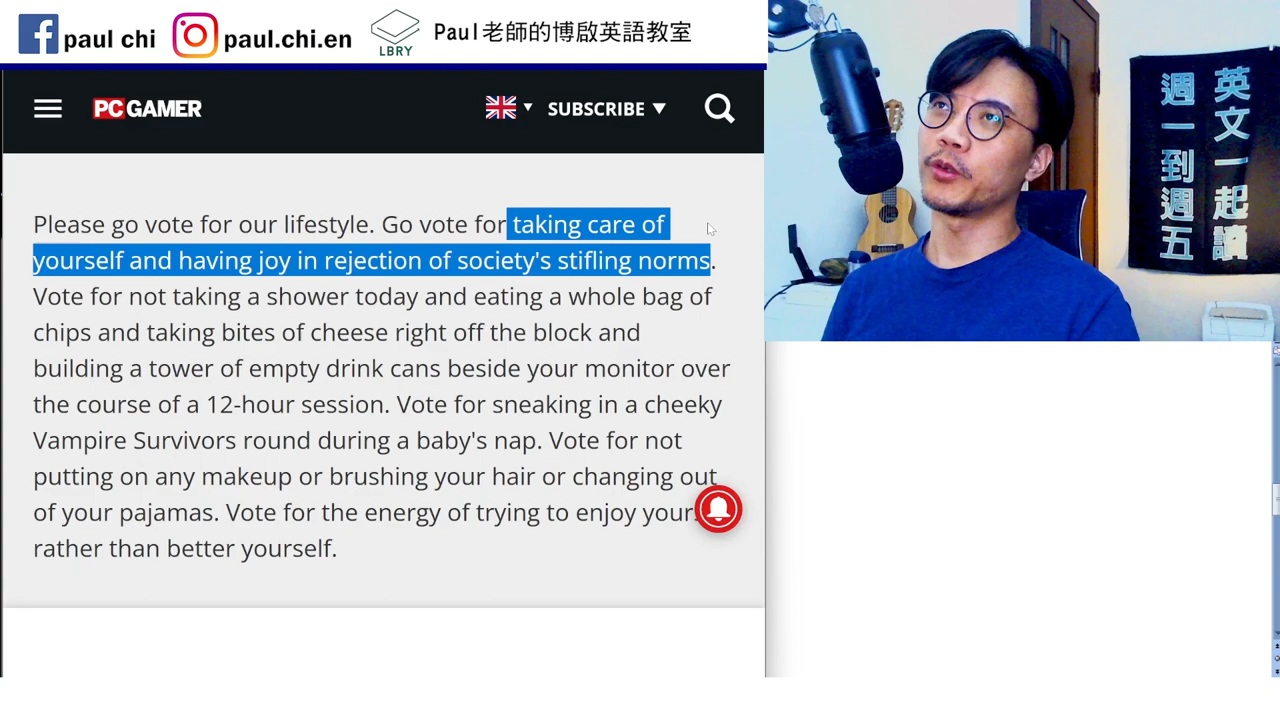 paul chi
paul.chi.en
LBRY
Paul老師的博啟英語教室
PC GAMER
SUBSCRIBE
Please go vote for our lifestyle. Go vote for taking care of
yourself and having joy in rejection of society's stifling norms.
Vote for not taking a shower today and eating a whole bag of
chips and taking bites of cheese right off the block and
building a tower of empty drink cans beside your monitor over
the course of a 12-hour session. Vote for sneaking in a cheeky
Vampire Survivors round during a baby's nap. Vote for not
putting on any makeup or brushing your hair or changing out
of your pajamas. Vote for the energy of trying to enjoy
rather than better yourself.
英文一起讀
週一到週五